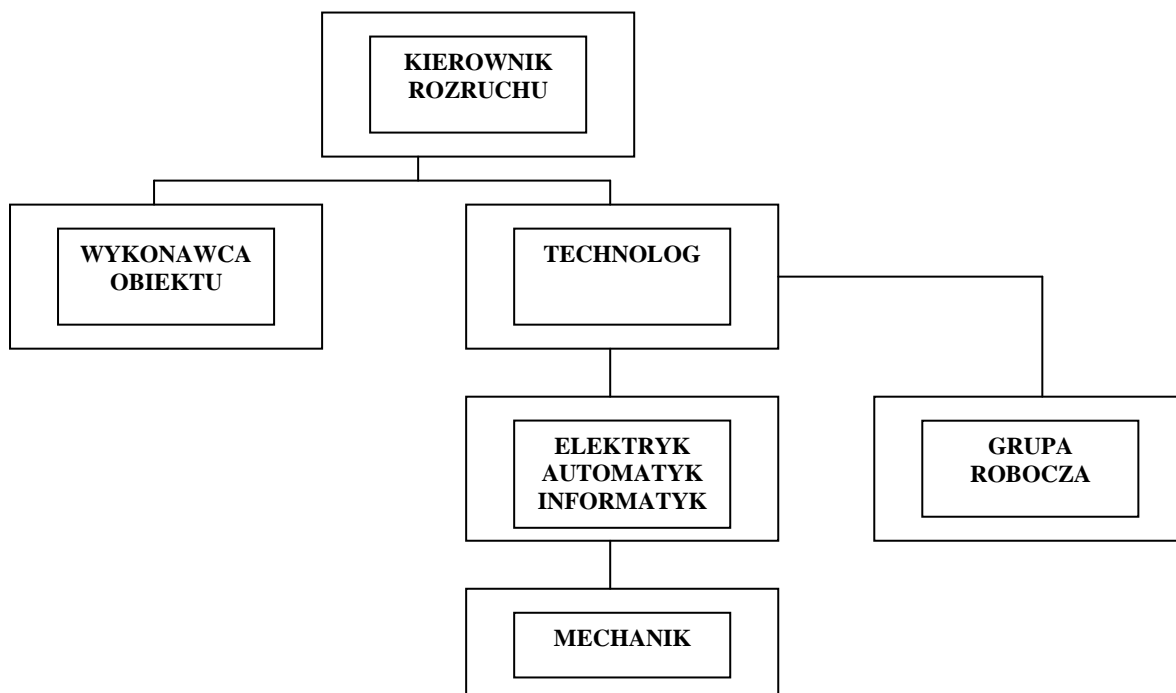 KIEROWNIK
ROZRUCHU
WYKONAWCA
OBIEKTU
TECHNOLOG
ELEKTRYK
AUTOMATYK
INFORMATYK
GRUPA
ROBOCZA
MECHANIK